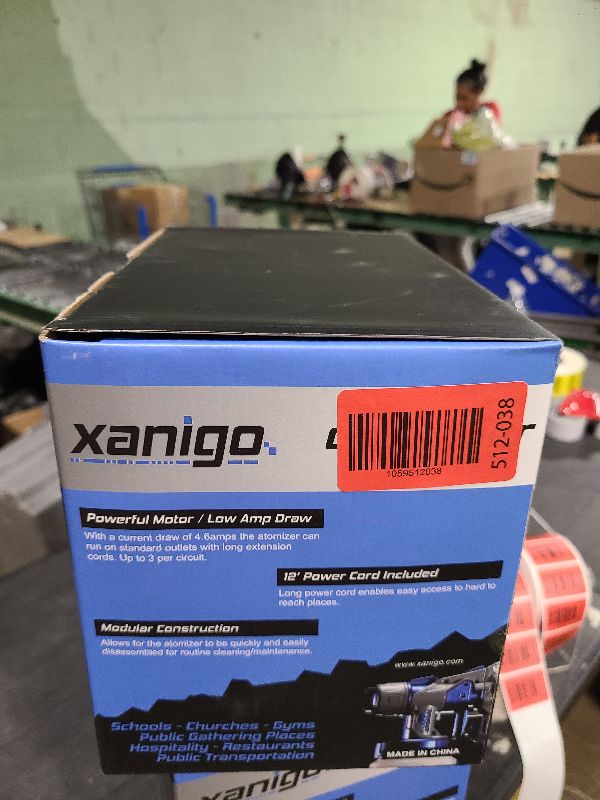 xanigo
1059512038
512-038
Powerful Motor / Low Amp Draw
With a current draw of 4.6amps the atomizer can
run on standard outlets with long extension
cords. Up to 3 per circuit.
12' Power Cord Included
Long power cord enables easy access to hard to
reach places.
Modular Construction
Allows for the atomizer to be quickly and easily
disassembled for routine cleaning/maintenance.
www.xanigo.com
Schools - Churches - Gyms
Public Gathering Places
Hospitality - Restaurants
Public Transportation
MADE IN CHINA
xanigo